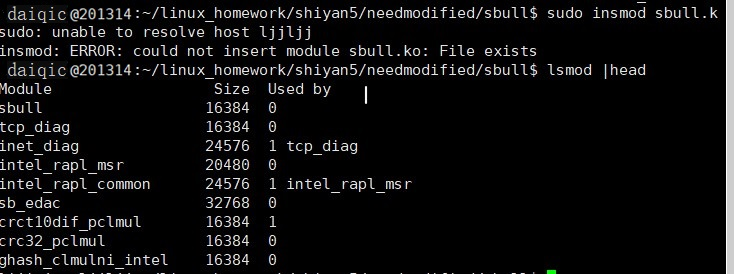 daiqic@201314:~/linux_homework/shiyan5/needmodified/sbull$ sudo insmod sbull.k
sudo: unable to resolve host ljjljj
insmod: ERROR: could not insert module sbull.ko: File exists
daiqic@201314:~/linux_homework/shiyan5/needmodified/sbull$ lsmod |head
Module                  Size  Used by
sbull                  16384  0
tcp_diag               16384  0
inet_diag              24576  1 tcp_diag
intel_rapl_msr         20480  0
intel_rapl_common      24576  1 intel_rapl_msr
sb_edac                32768  0
crct10dif_pclmul       16384  1
crc32_pclmul           16384  0
ghash_clmulni_intel    16384  0